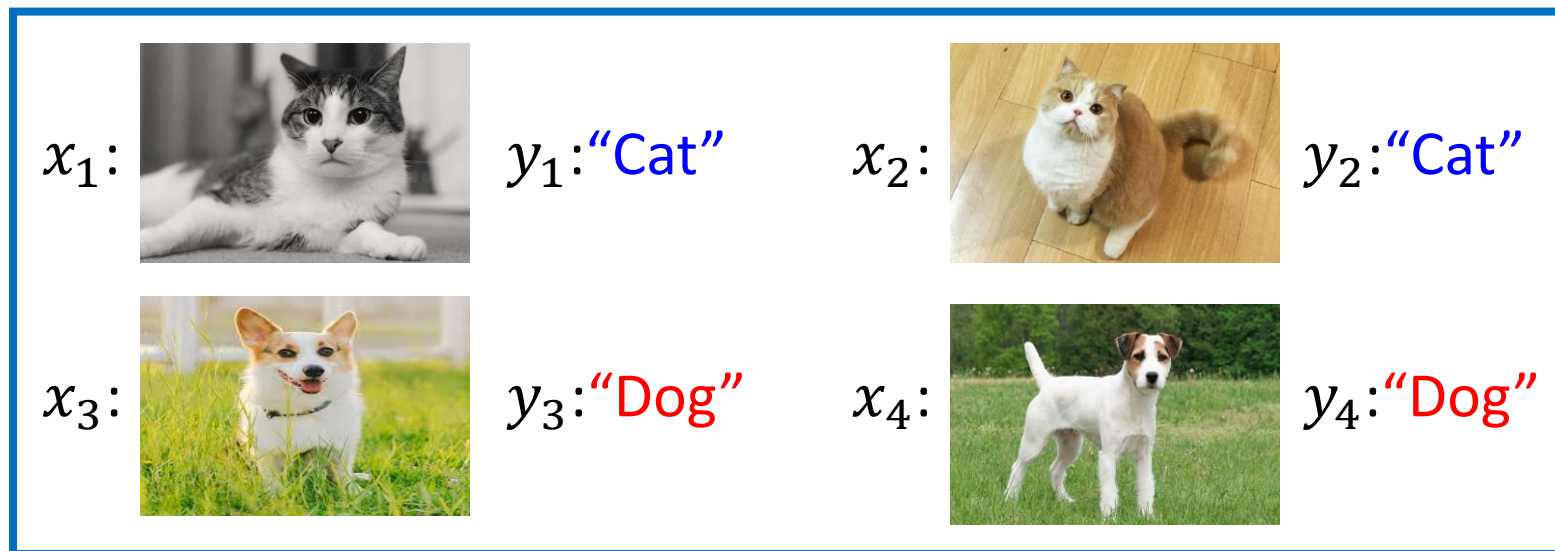 x₁: y₁:“Cat” x₂: y₂:“Cat”
x₃: y₃:“Dog” x₄: y₄:“Dog”